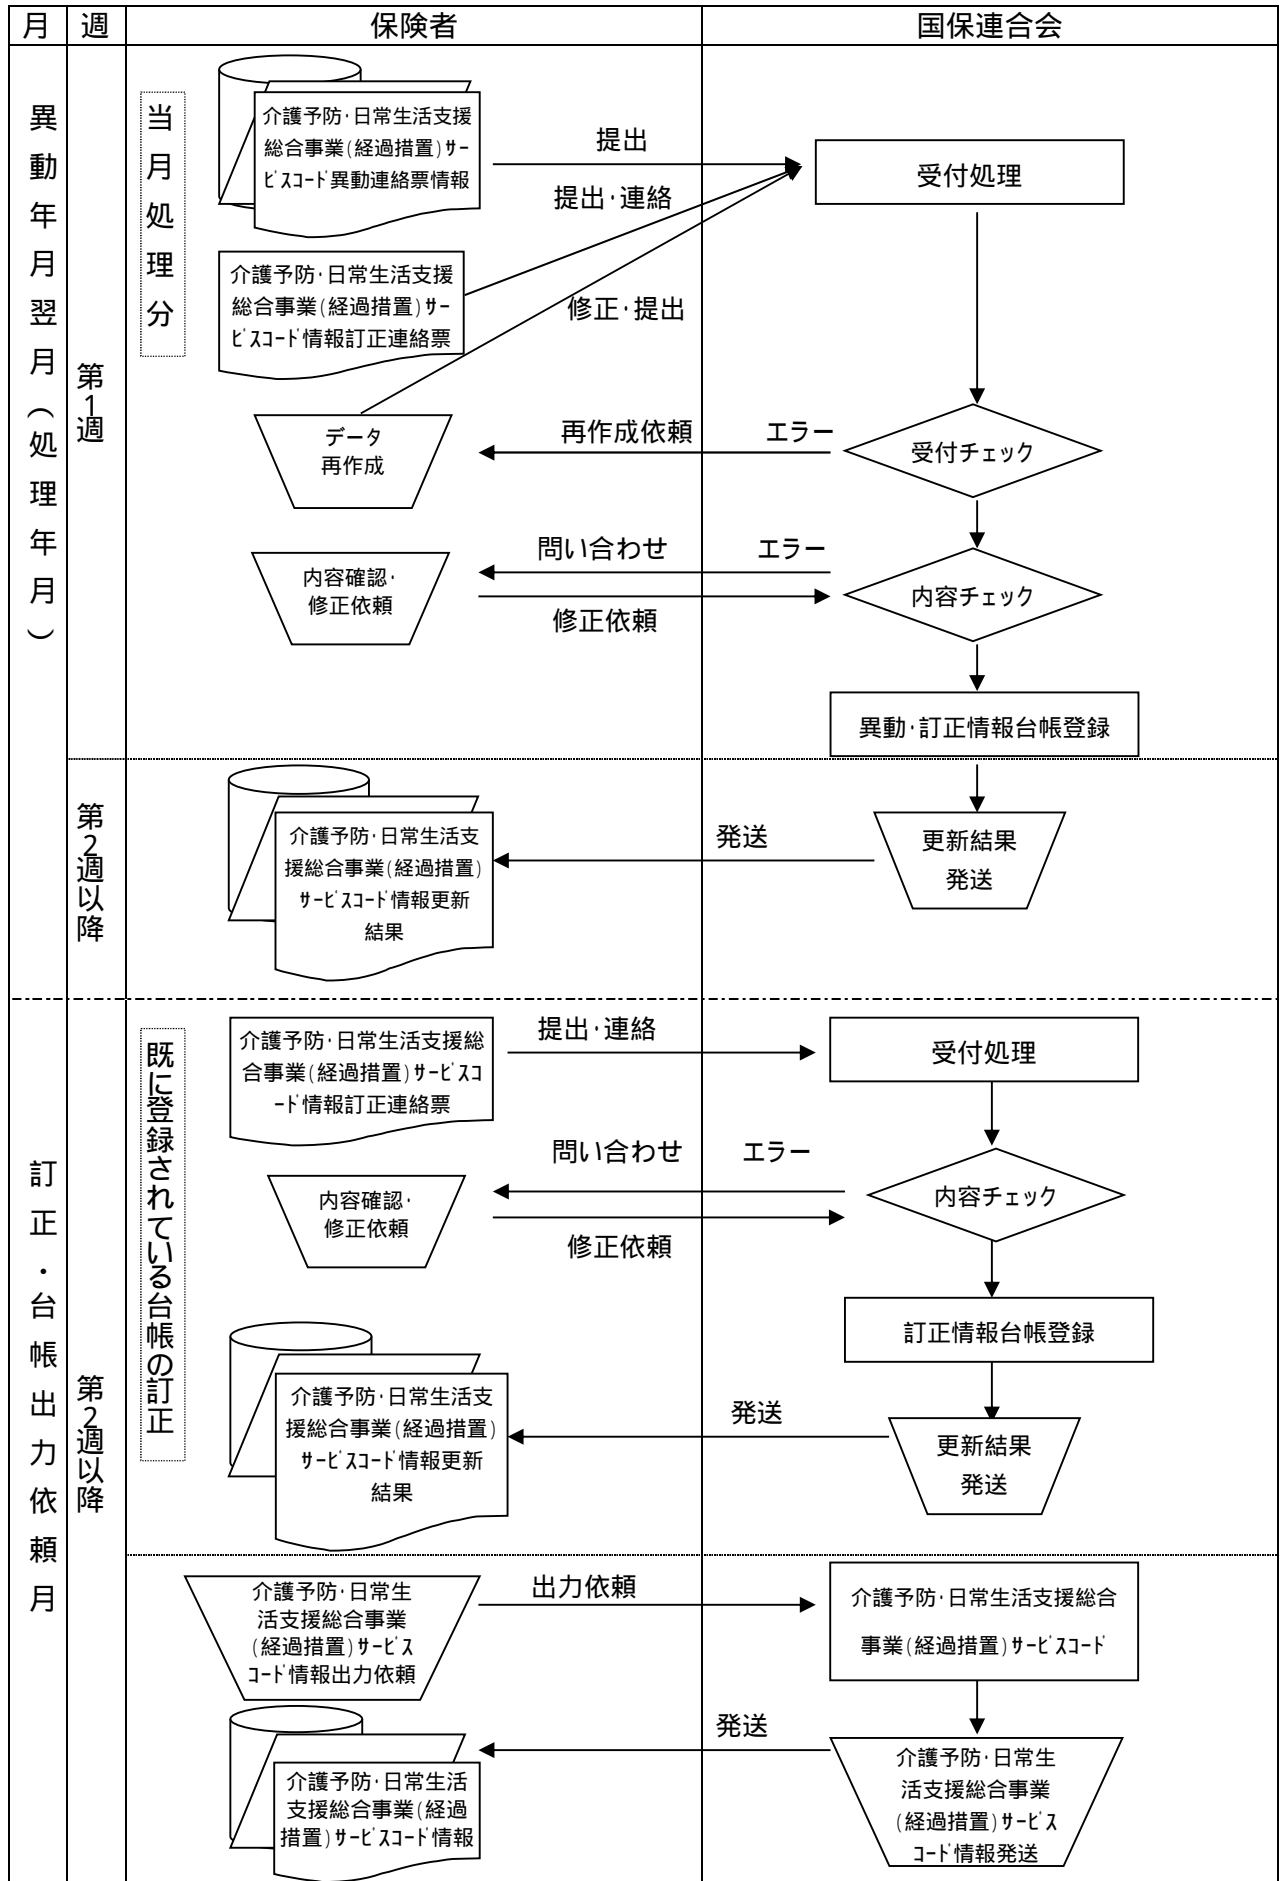 月
週
保険者
国保連合会
異動年月翌月（処理年月）
第1週
当月処理分
介護予防・日常生活支援
総合事業(経過措置)ｻｰ
ﾋﾞｽｺｰﾄﾞ異動連絡票情報
提出
受付処理
提出・連絡
介護予防・日常生活支援
総合事業(経過措置)ｻｰ
ﾋﾞｽｺｰﾄﾞ情報訂正連絡票
修正・提出
データ
再作成
再作成依頼
エラー
受付チェック
内容確認・
修正依頼
問い合わせ
エラー
修正依頼
内容チェック
異動・訂正情報台帳登録
第2週以降
介護予防・日常生活支
援総合事業(経過措置)
ｻｰﾋﾞｽｺｰﾄﾞ情報更新
結果
発送
更新結果
発送
訂正・台帳出力依頼月
第2週以降
既に登録されている台帳の訂正
介護予防・日常生活支援総
合事業(経過措置)ｻｰﾋﾞｽｺ
ｰﾄﾞ情報訂正連絡票
提出・連絡
受付処理
内容確認・
修正依頼
問い合わせ
エラー
修正依頼
内容チェック
訂正情報台帳登録
介護予防・日常生活支
援総合事業(経過措置)
ｻｰﾋﾞｽｺｰﾄﾞ情報更新
結果
発送
更新結果
発送
介護予防・日常生
活支援総合事業
(経過措置)ｻｰﾋﾞｽ
ｺｰﾄﾞ情報出力依頼
出力依頼
介護予防・日常生活支援総合
事業(経過措置)ｻｰﾋﾞｽｺｰﾄﾞ
介護予防・日常生活
支援総合事業(経過
措置)ｻｰﾋﾞｽｺｰﾄﾞ情報
発送
介護予防・日常生
活支援総合事業
(経過措置)ｻｰﾋﾞｽ
ｺｰﾄﾞ情報発送